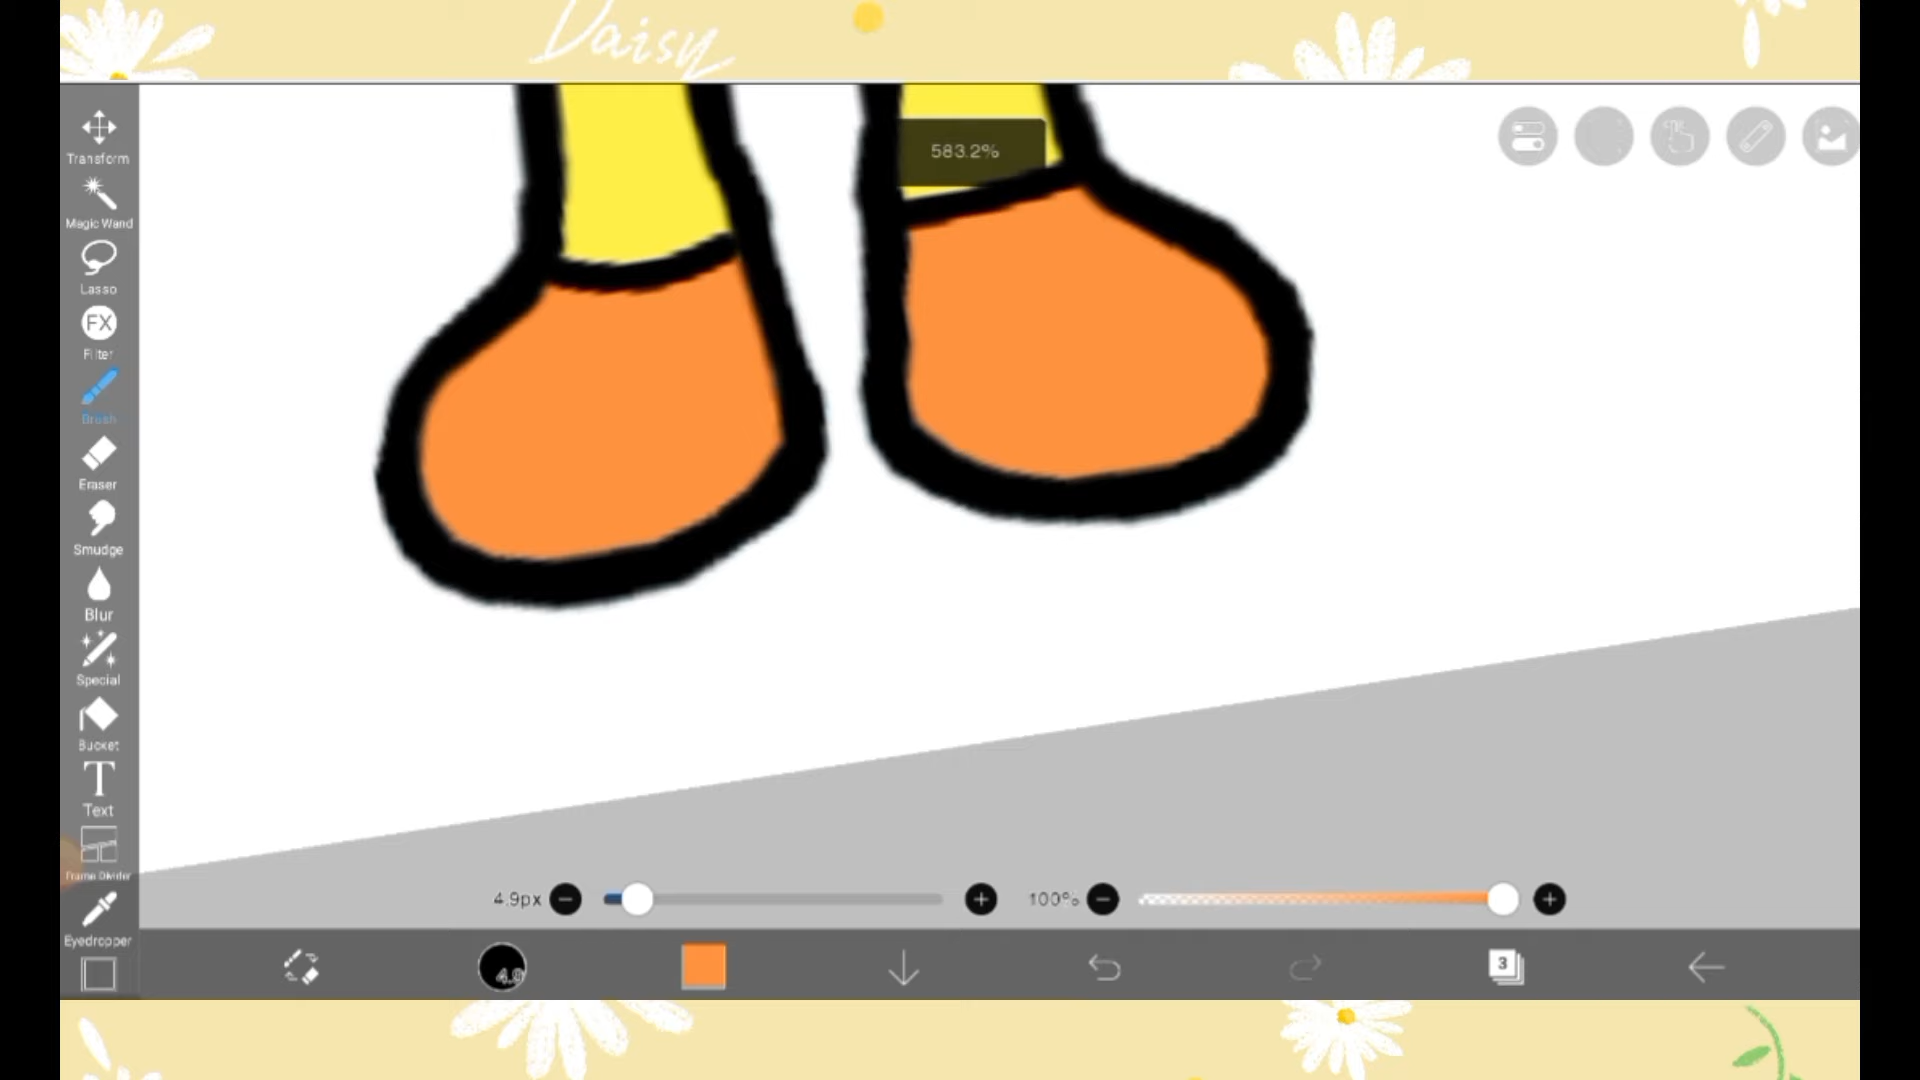 Daisy
583.2%
Transform
Magic Wand
Lasso
FX
Filter
Brush
Eraser
Smudge
Blur
Special
Bucket
T
Text
Frame Divider
Eyedropper
4.9px
100%
4.9
3